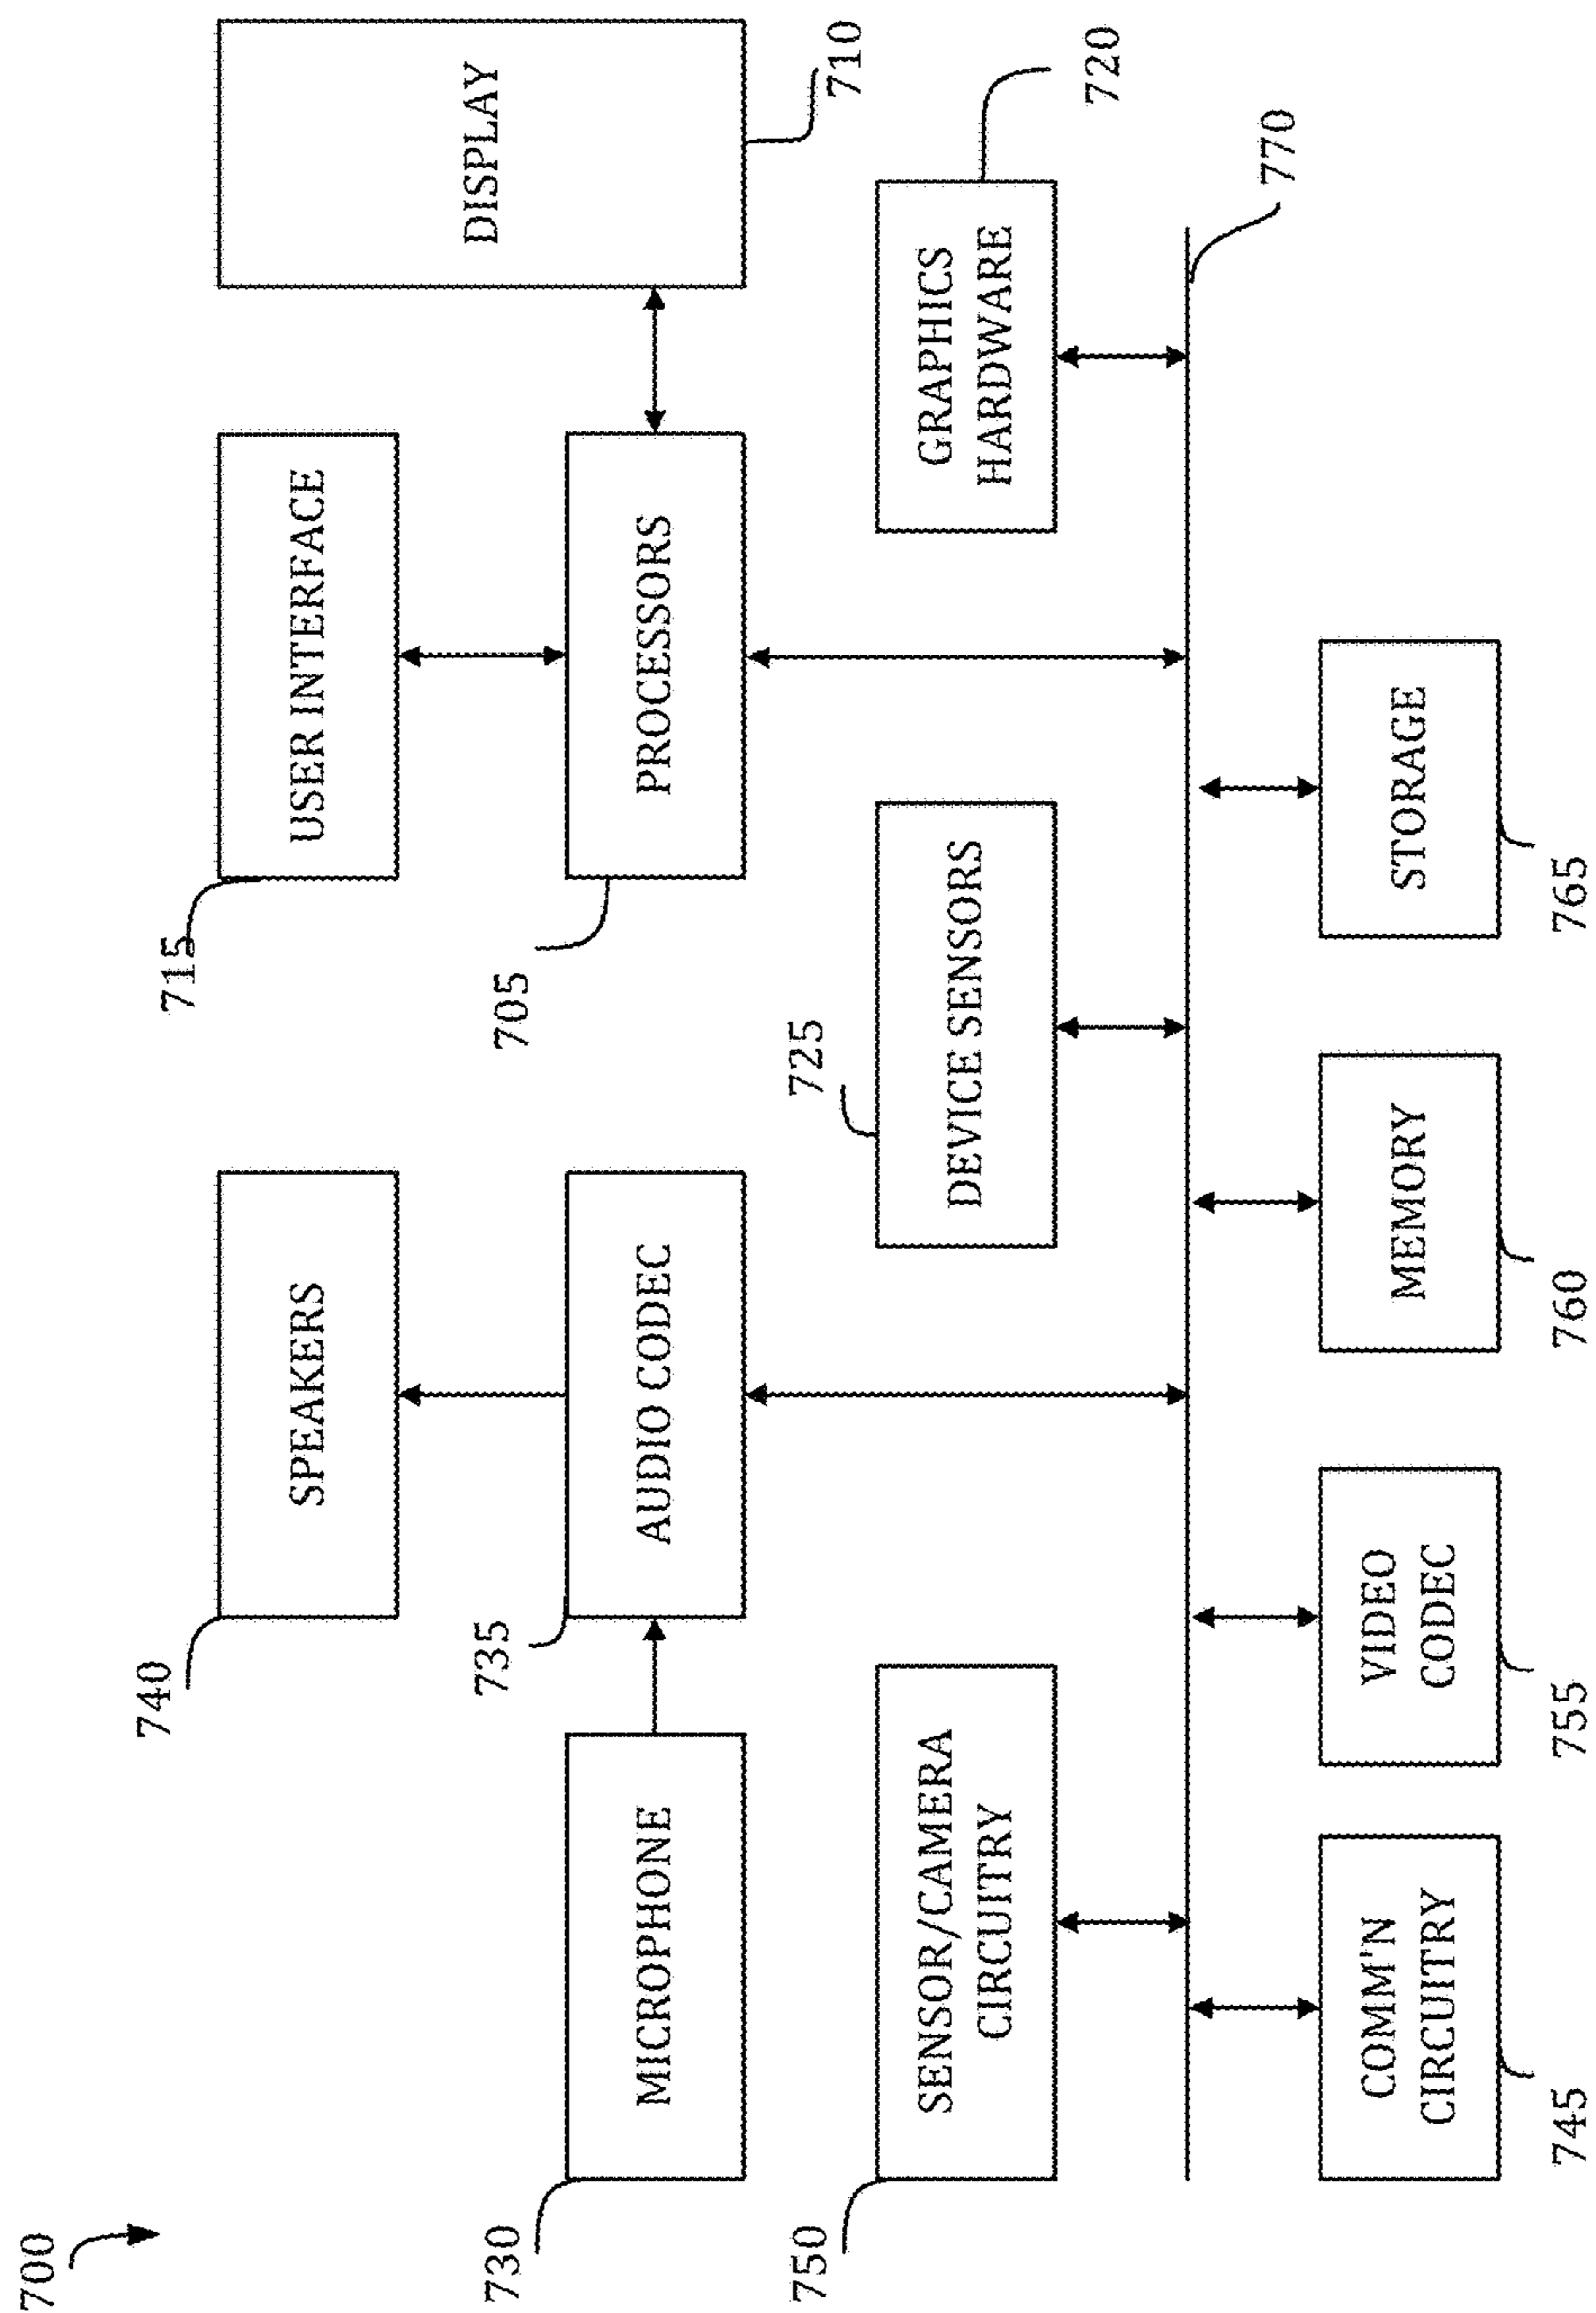 700
740
SPEAKERS
715
USER INTERFACE
DISPLAY
710
730
MICROPHONE
735
AUDIO CODEC
705
PROCESSORS
750
SENSOR/CAMERA
CIRCUITRY
725
DEVICE SENSORS
GRAPHICS
HARDWARE
720
770
COMM'N
CIRCUITRY
745
VIDEO
CODEC
755
MEMORY
760
STORAGE
765